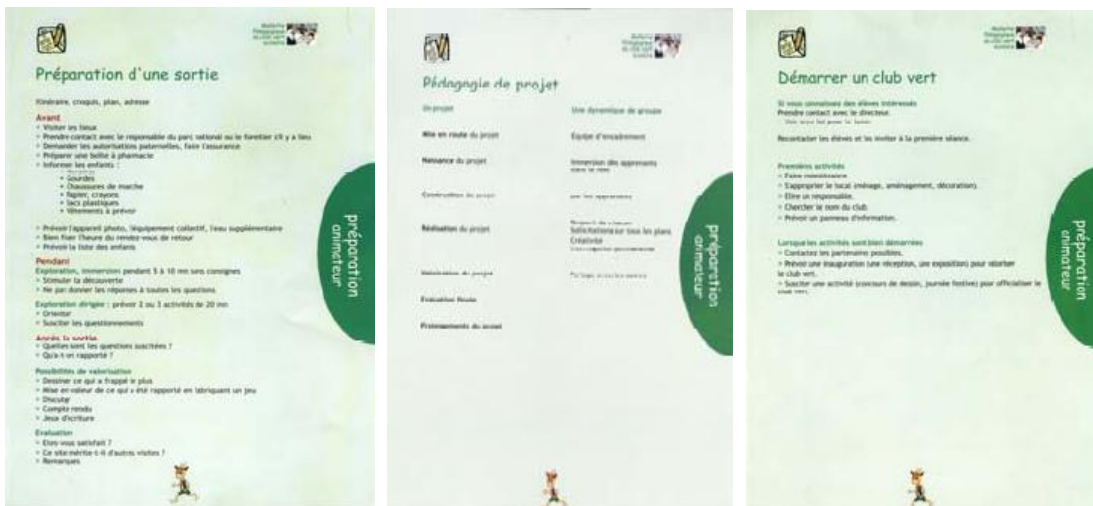 Préparation d'une sortie
Itinéraire, croquis, plan, adresse
Avant
Visiter les lieux
Prendre contact avec le responsable du parc national ou le forestier s'il y a lieu
Demander les autorisations paternelles, faire l'assurance
Préparer une boîte à pharmacie
Informer les enfants :
Gourdes
Chaussures de marche
Papier, crayons
Sacs plastiques
Vêtements à prévoir
Prévoir l'appareil photo, l'équipement collectif, l'eau supplémentaire
Bien fixer l'heure du rendez-vous de retour
Prévoir la liste des enfants
Pendant
Exploration, immersion pendant 5 à 10 mn sans consignes
Stimuler la découverte
Ne pas donner les réponses à toutes les questions
Exploration dirigée : prévoir 2 ou 3 activités de 20 mn
Orienter
Susciter les questionnements
Après la sortie
Quelles sont les questions suscitées ?
Qu'a-t-on rapporté ?
Possibilités de valorisation
Dessiner ce qui a frappé le plus
Mise en valeur de ce qui a été rapporté en fabriquant un jeu
Discuter
Compte rendu
Jeux d'écriture
Evaluation
Etes-vous satisfait ?
Ce site mérite-t-il d'autres visites ?
Remarques
préparation
animateur
Pédagogie de projet
Un projet
Une dynamique de groupe
Mise en route du projet
Equipe d'encadrement
Naissance du projet
Immersion des apprenants
Construction du projet
par les apprenants
Réalisation du projet
Sollicitations sur tous les plans
Créativité
Valorisation du projet
Evaluation finale
Prolongements du projet
préparation
animateur
Démarrer un club vert
Si vous connaissez des élèves intéressés
Prendre contact avec le directeur.
Recontacter les élèves et les inviter à la première séance.
Premières activités
Faire connaissance
S'approprier le local (ménage, aménagement, décoration).
Elire un responsable.
Chercher le nom du club.
Prévoir un panneau d'information.
Lorsque les activités sont bien démarrées
Contactez les partenaires possibles.
Prévoir une inauguration (une réception, une exposition) pour valoriser
le club vert.
Susciter une activité (concours de dessin, journée festive) pour officialiser le
club vert.
préparation
animateur